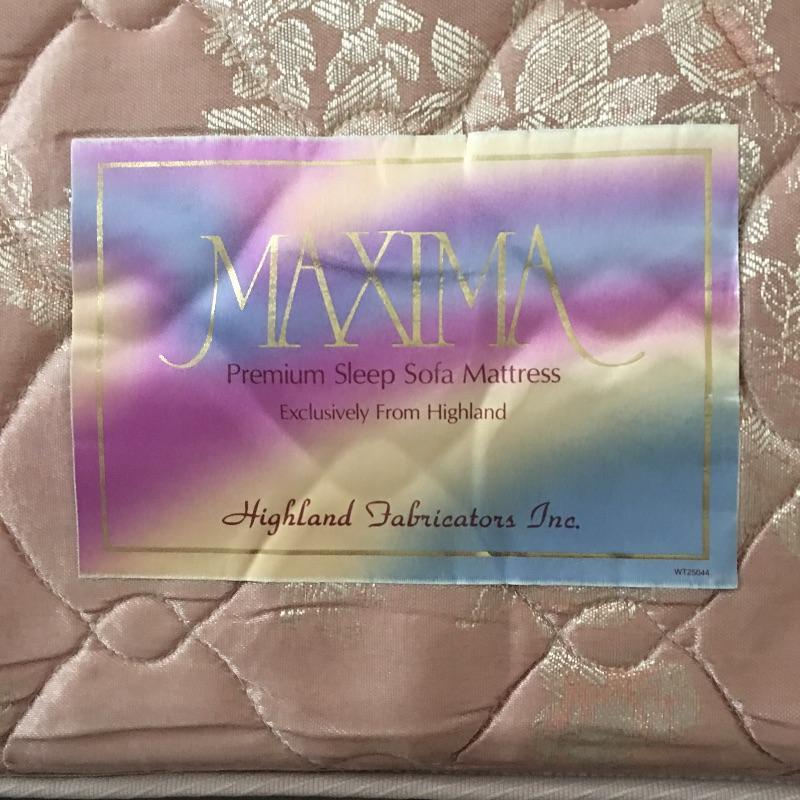 MAXIMA
Premium Sleep Sofa Mattress
Exclusively From Highland
Highland Fabricators Inc.
WT25044